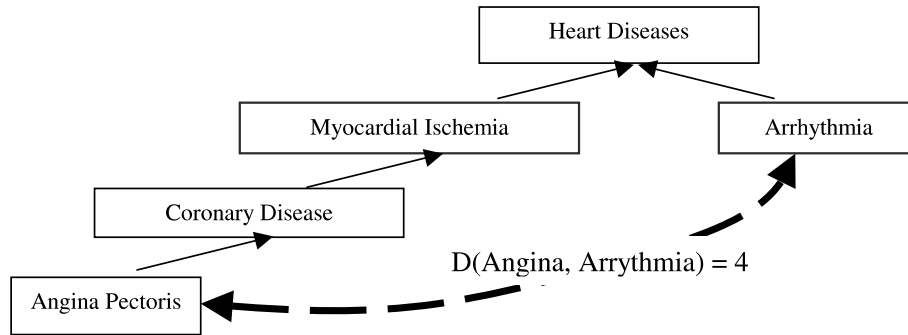 Heart Diseases
Myocardial Ischemia
Arrhythmia
Coronary Disease
D(Angina, Arrythmia) = 4
Angina Pectoris